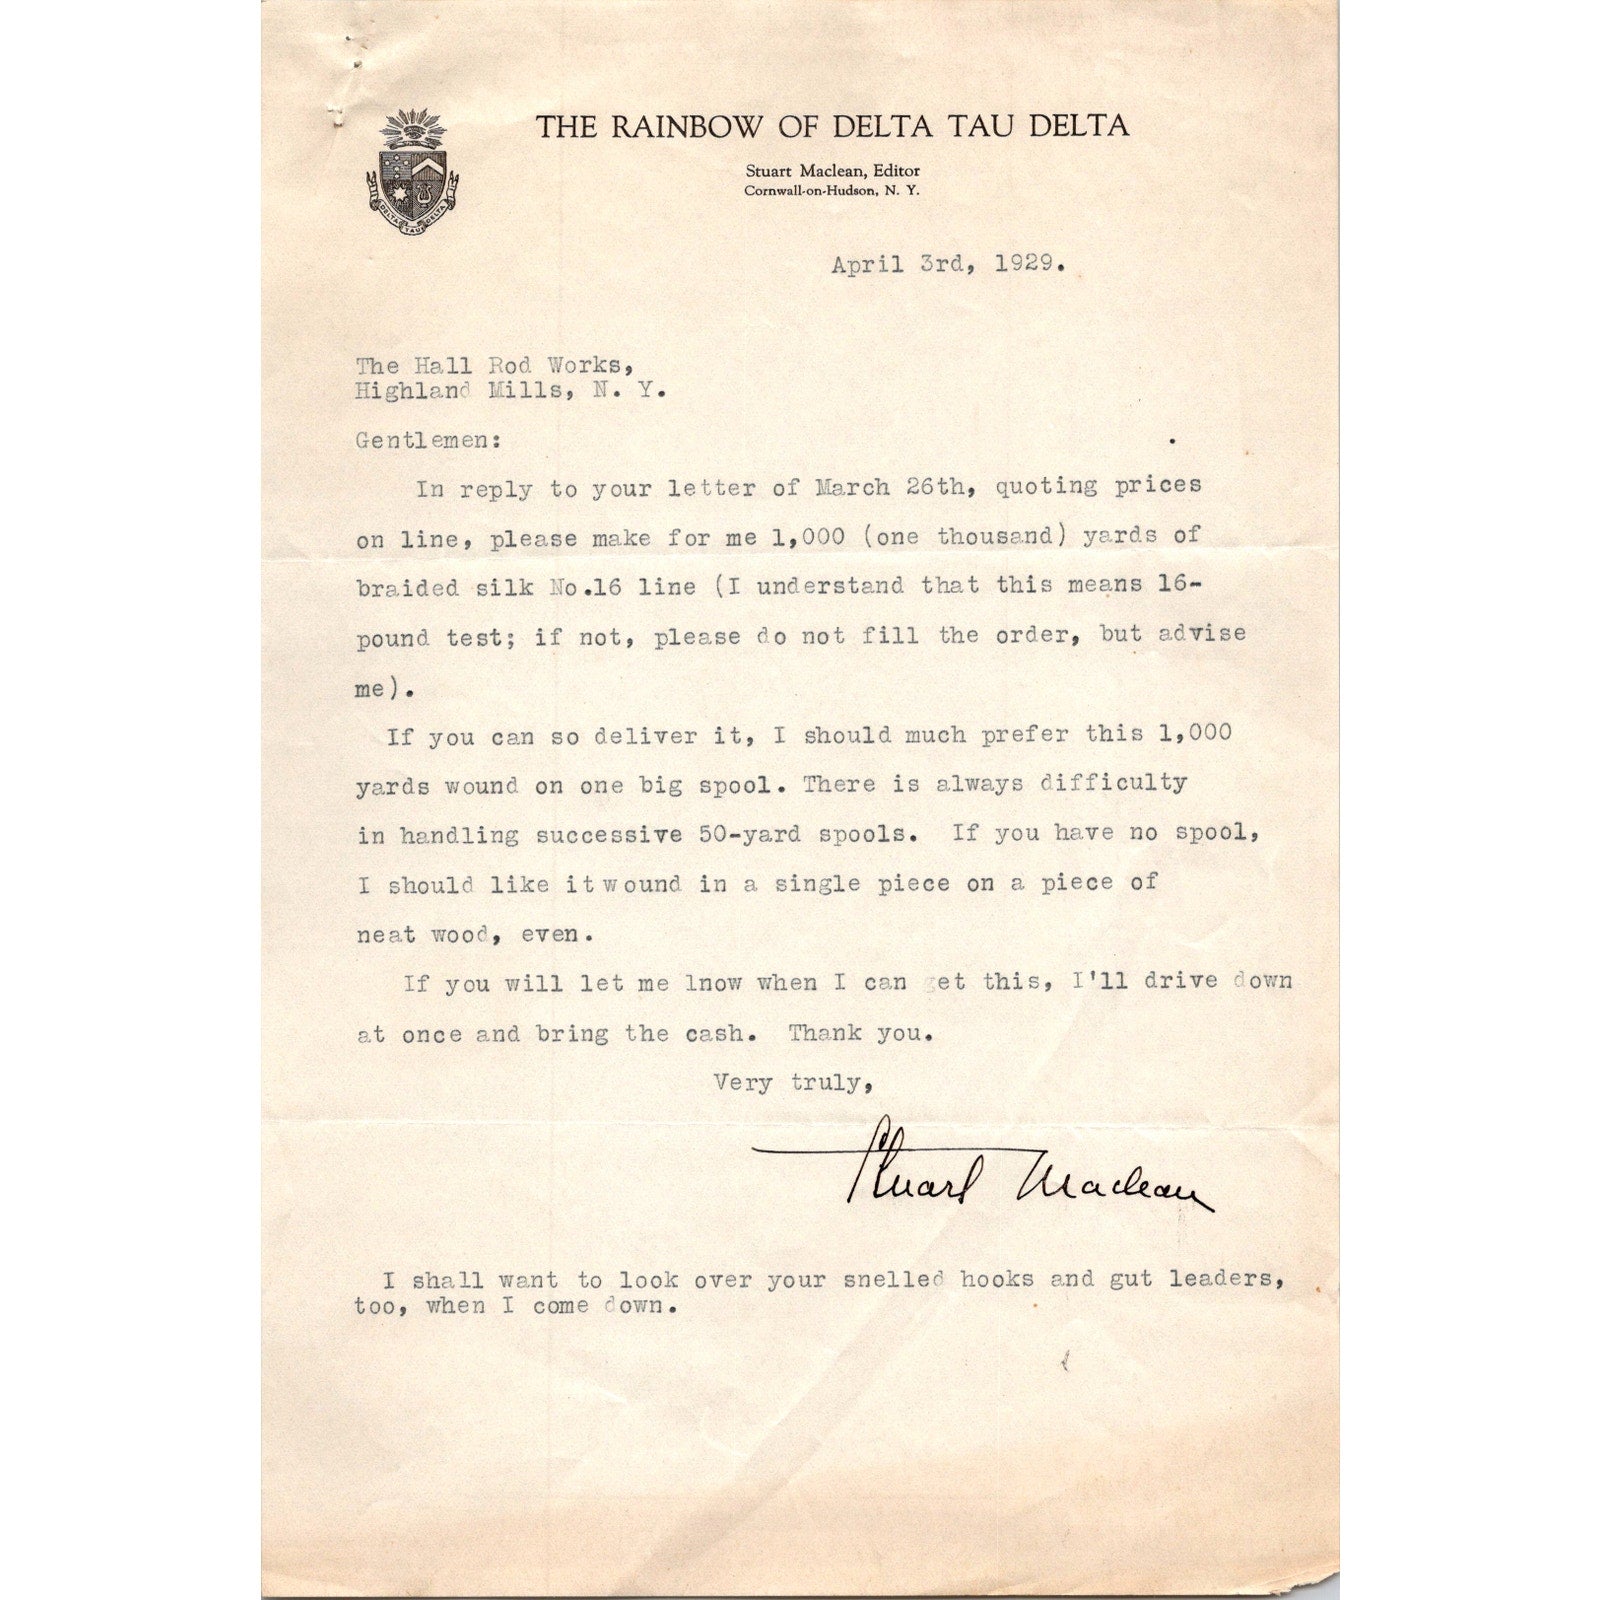 THE RAINBOW OF DELTA TAU DELTA
Stuart Maclean, Editor
Cornwall-on-Hudson, N. Y.
DELTA TAU DELTA
April 3rd, 1929.
The Hall Rod Works,
Highland Mills, N. Y.
Gentlemen:
In reply to your letter of March 26th, quoting prices
on line, please make for me 1,000 (one thousand) yards of
braided silk No.16 line (I understand that this means 16-
pound test; if not, please do not fill the order, but advise
me).
If you can so deliver it, I should much prefer this 1,000
yards wound on one big spool. There is always difficulty
in handling successive 50-yard spools. If you have no spool,
I should like it wound in a single piece on a piece of
neat wood, even.
If you will let me lnow when I can get this, I'll drive down
at once and bring the cash. Thank you.
Very truly,
Stuart Maclean
I shall want to look over your snelled hooks and gut leaders,
too, when I come down.